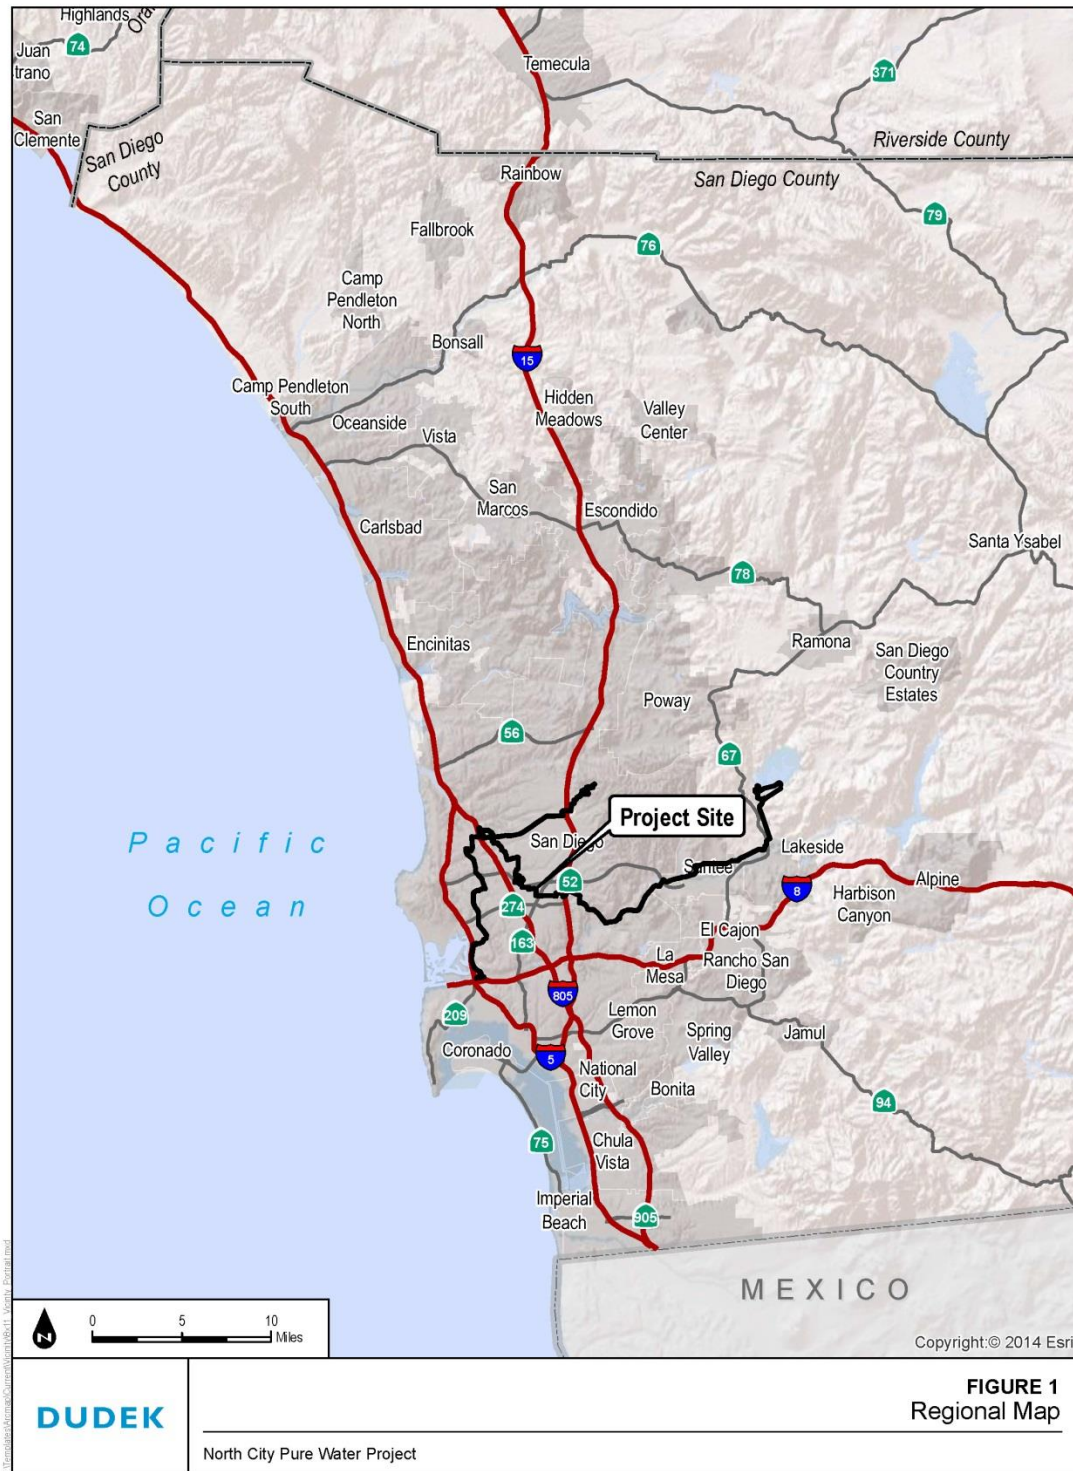 Highlands
Ora
74
Juan
trano
San
Clemente
San Diego
County
Temecula
371
Riverside County
San Diego County
Rainbow
79
Fallbrook
76
Camp
Pendleton
North
Bonsall
15
Camp Pendleton
South
Hidden
Meadows
Valley
Center
Oceanside
Vista
San
Marcos
Escondido
Carlsbad
Santa Ysabel
78
Encinitas
Ramona
San Diego
Country
Estates
Poway
56
67
Project Site
San Diego
Pacific
Ocean
Lakeside
Santee
52
8
Alpine
Harbison
Canyon
274
163
El Cajon
La
Mesa
Rancho San
Diego
805
209
Lemon
Grove
Spring
Valley
Jamul
Coronado
5
National
City
Bonita
94
75
Chula
Vista
Imperial
Beach
905
MEXICO
N
0 5 10
Miles
Copyright:© 2014 Esri
DUDEK
FIGURE 1
Regional Map
North City Pure Water Project